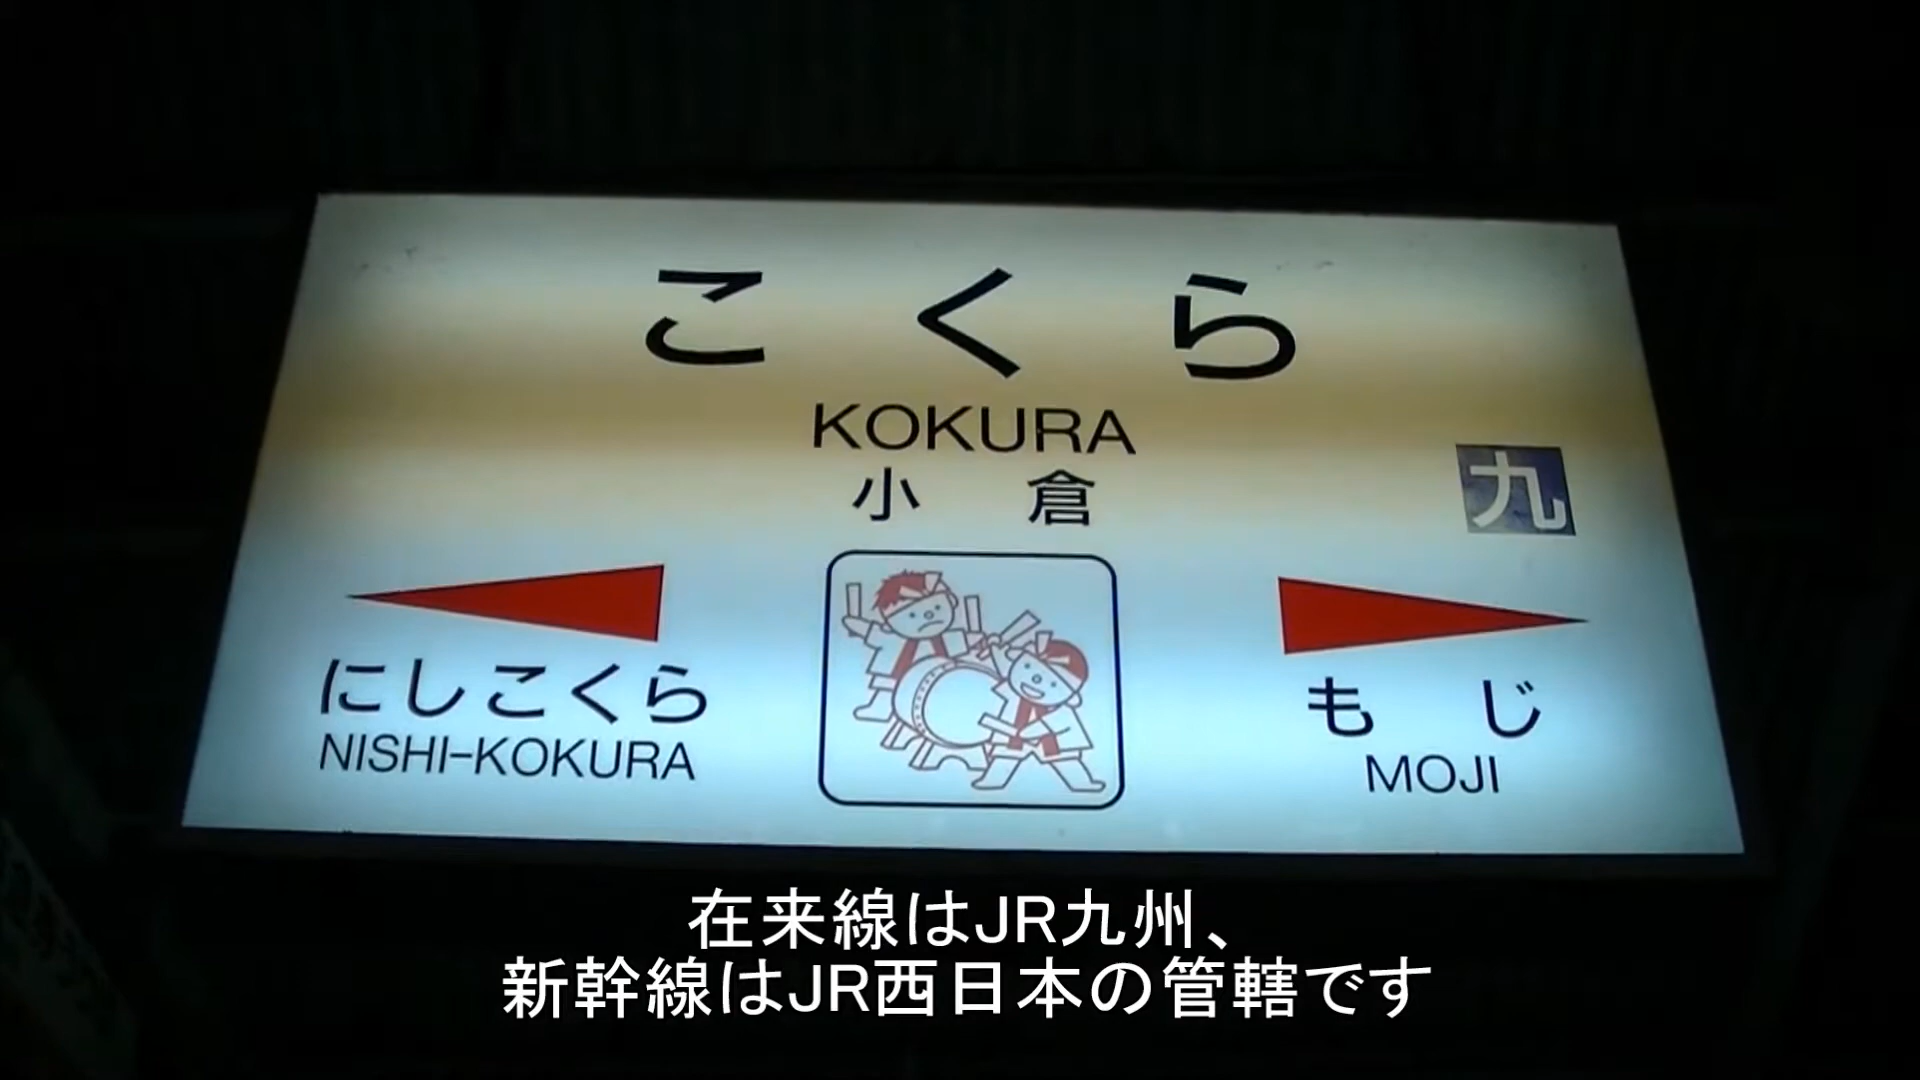 こくら
KOKURA
小倉
九
にしこくら
NISHI-KOKURA
もじ
MOJI
在来線はJR九州、
新幹線はJR西日本の管轄です